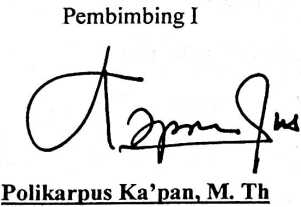 Pembimbing I
Polikarpus Ka'pan, M. Th